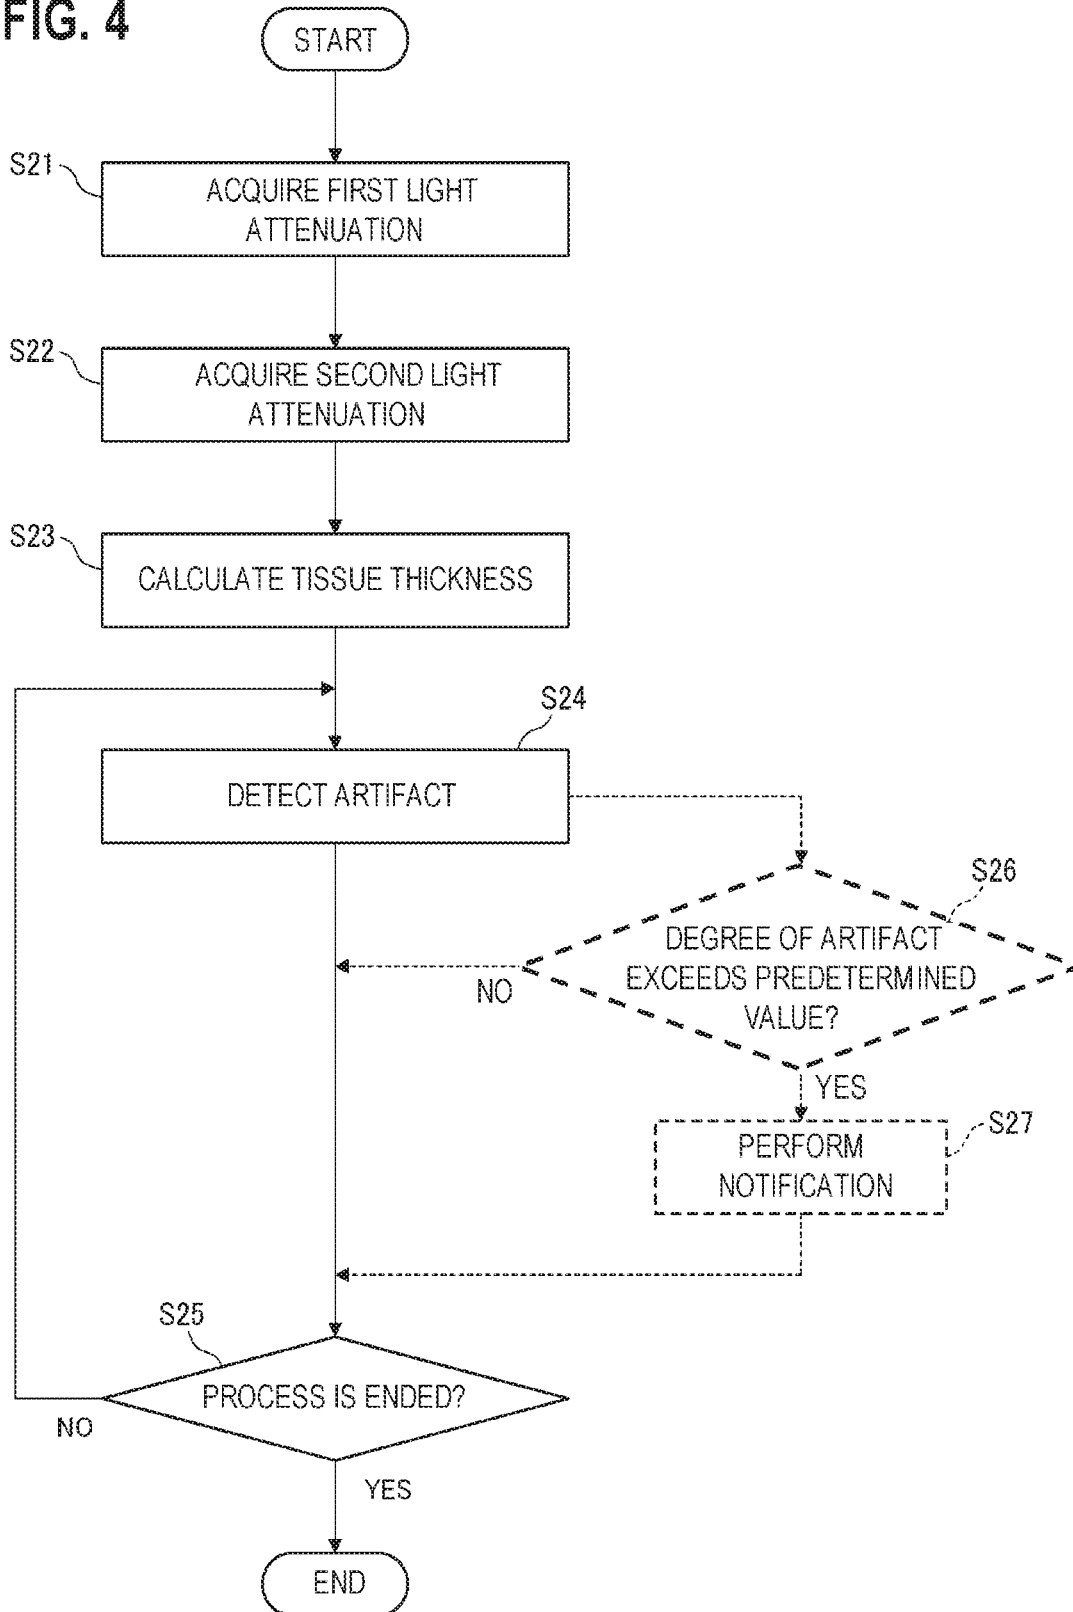 FIG. 4
START
S21
ACQUIRE FIRST LIGHT
ATTENUATION
S22
ACQUIRE SECOND LIGHT
ATTENUATION
S23
CALCULATE TISSUE THICKNESS
S24
DETECT ARTIFACT
S26
DEGREE OF ARTIFACT
EXCEEDS PREDETERMINED
VALUE?
NO
YES
S27
PERFORM
NOTIFICATION
S25
PROCESS IS ENDED?
NO
YES
END